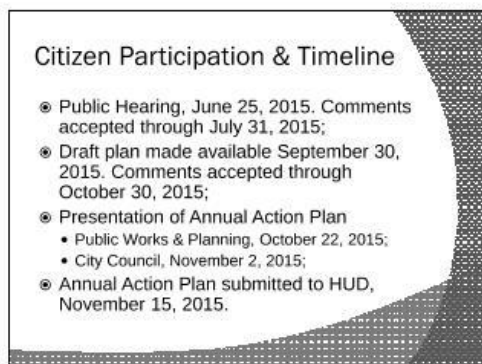 Citizen Participation & Timeline
Public Hearing, June 25, 2015. Comments
accepted through July 31, 2015;
Draft plan made available September 30,
2015. Comments accepted through
October 30, 2015;
Presentation of Annual Action Plan
• Public Works & Planning, October 22, 2015;
• City Council, November 2, 2015;
Annual Action Plan submitted to HUD,
November 15, 2015.